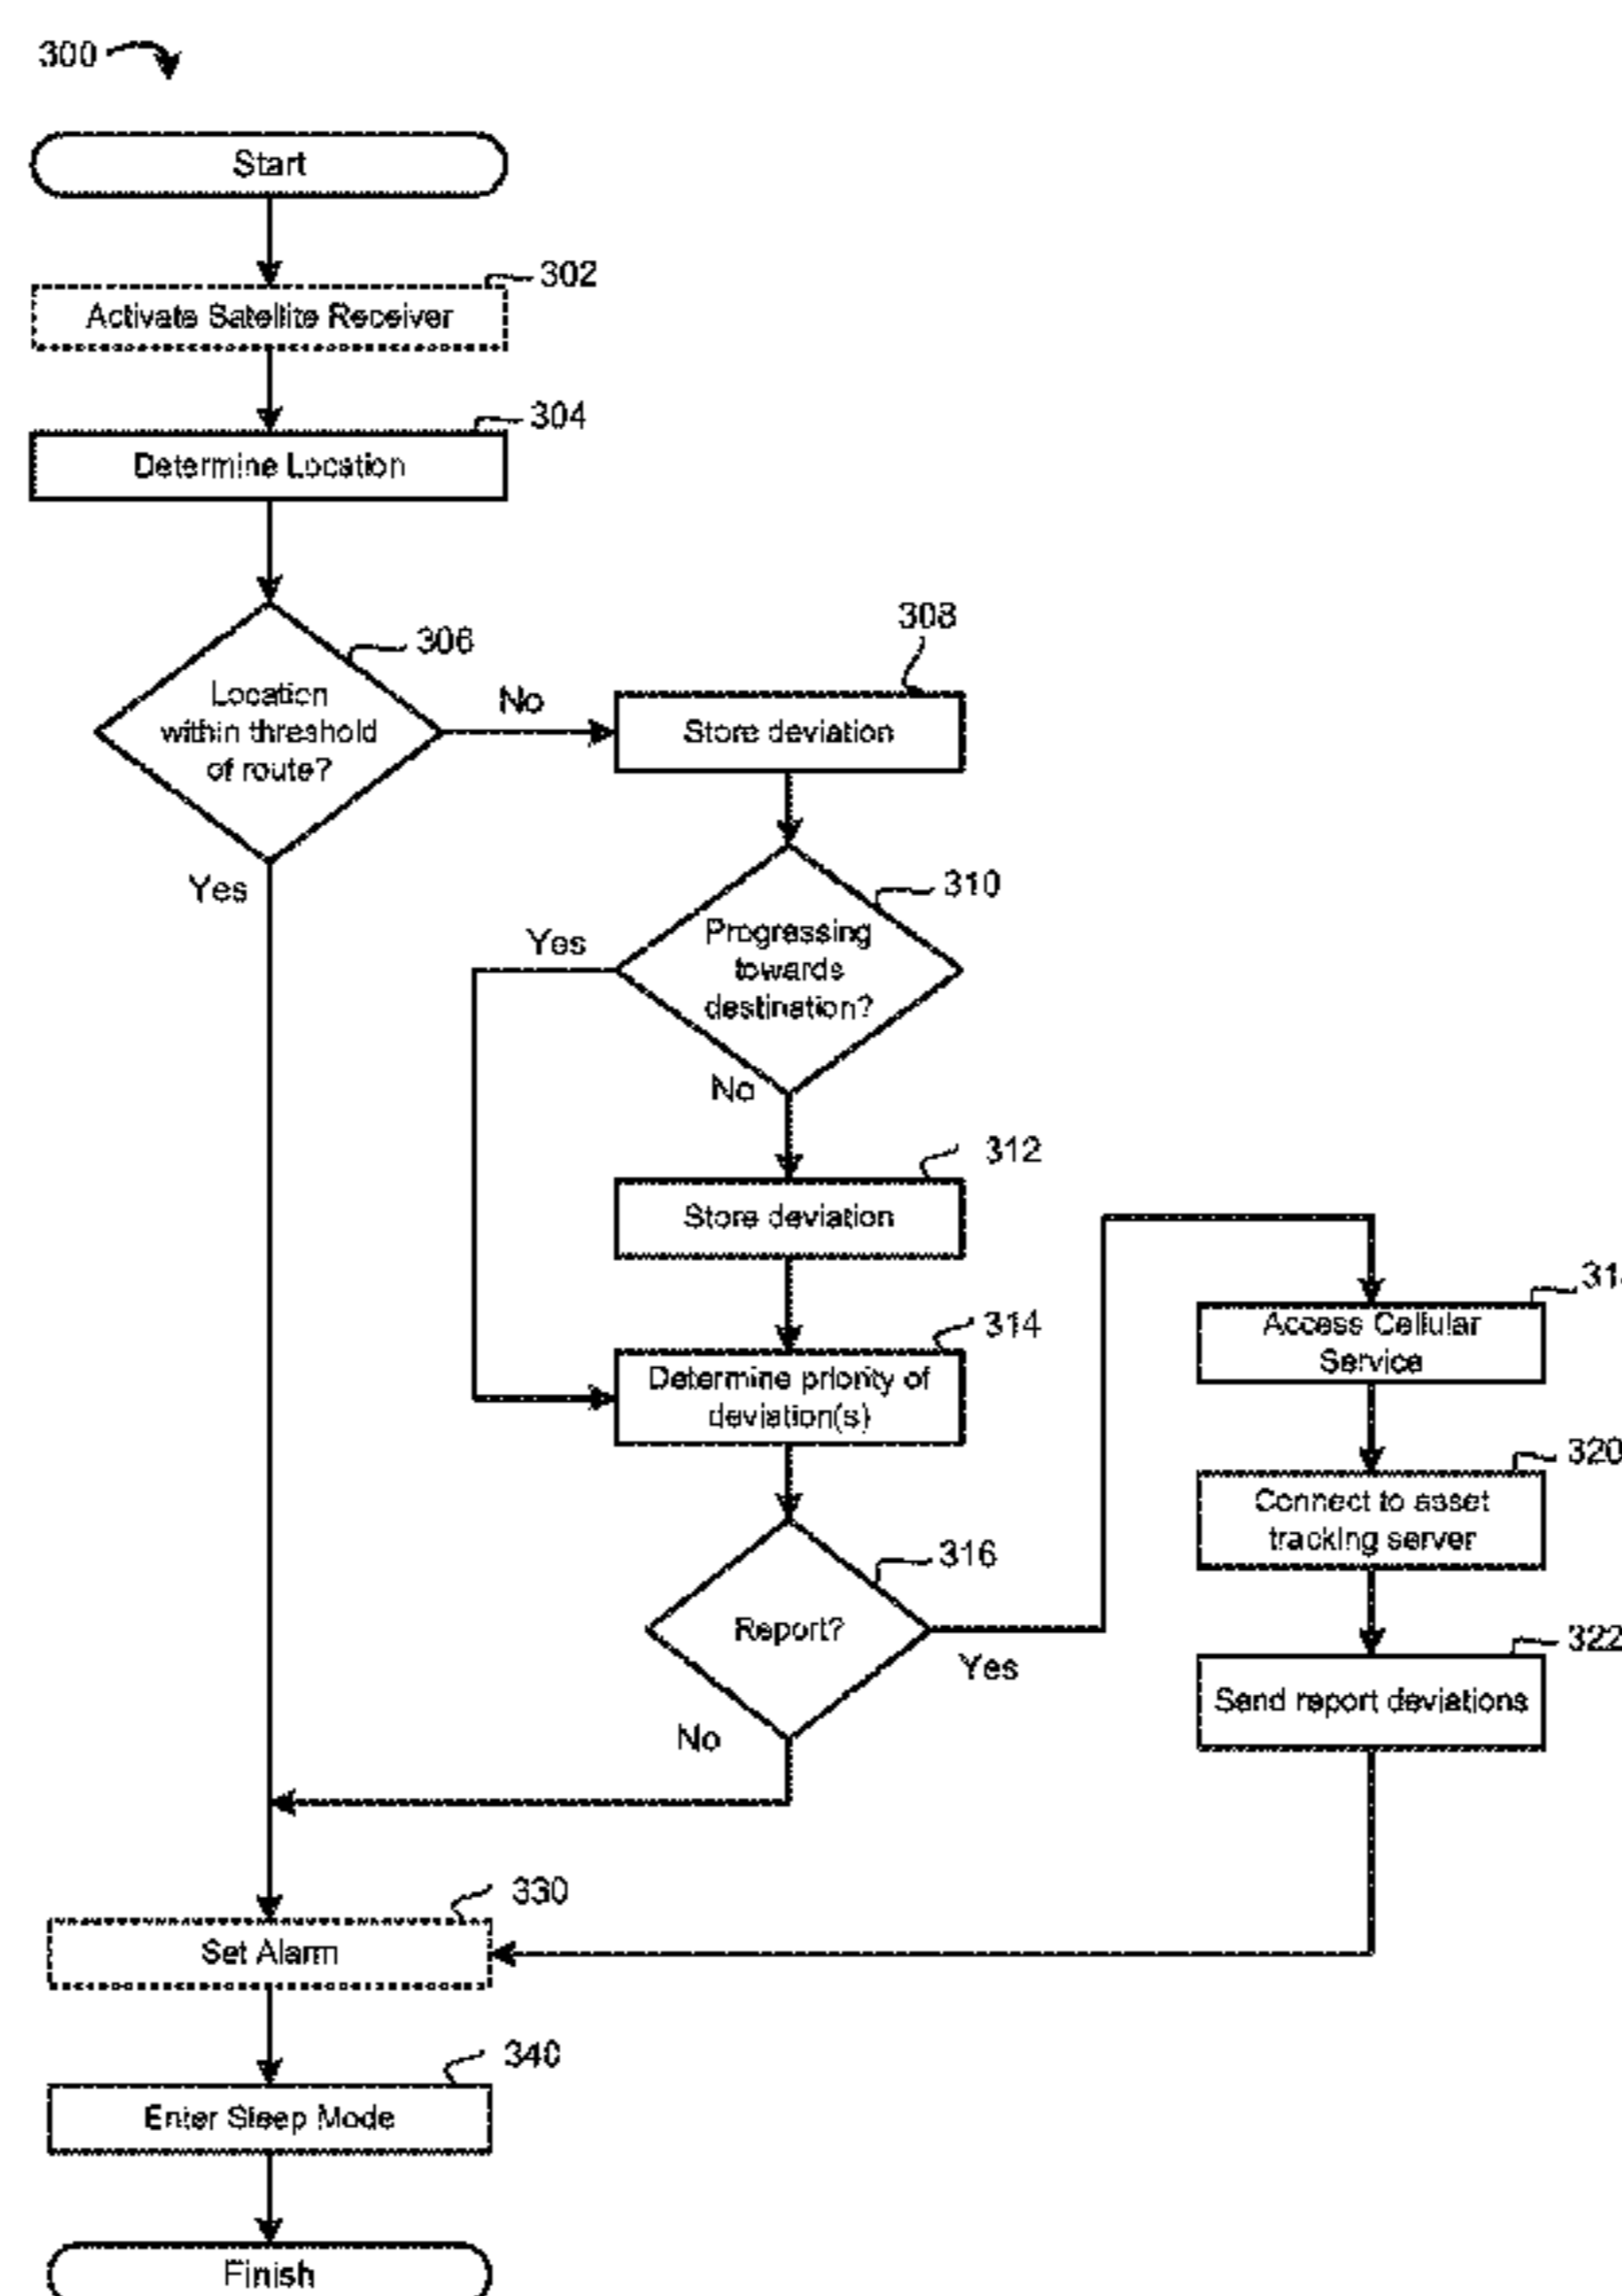 300
Start
302
Activate Satellite Receiver
304
Determine Location
306
Location
within threshold
of route?
No
Yes
308
Store deviation
310
Progressing
towards
destination?
Yes
No
312
Store deviation
314
Determine priority of
deviation(s)
316
Report?
Yes
No
Access Cellular
Service
320
Connect to asset
tracking server
322
Send report deviations
330
Set Alarm
340
Enter Sleep Mode
Finish